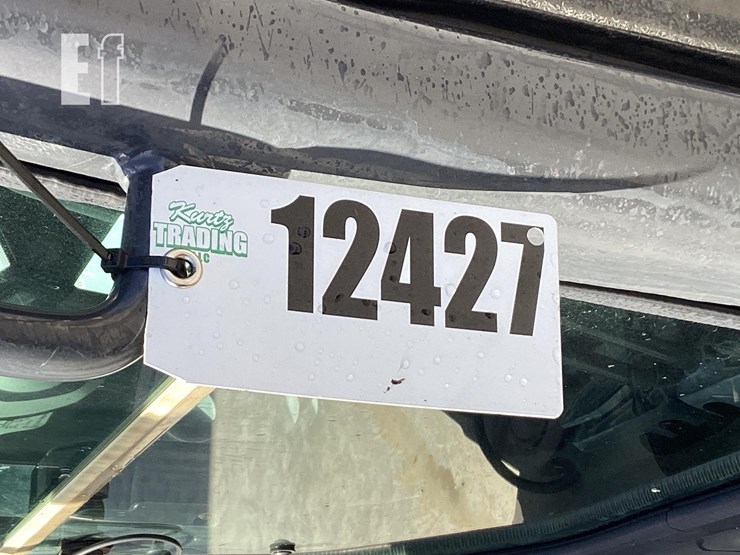 Ef
Kurtz
TRADING
12427